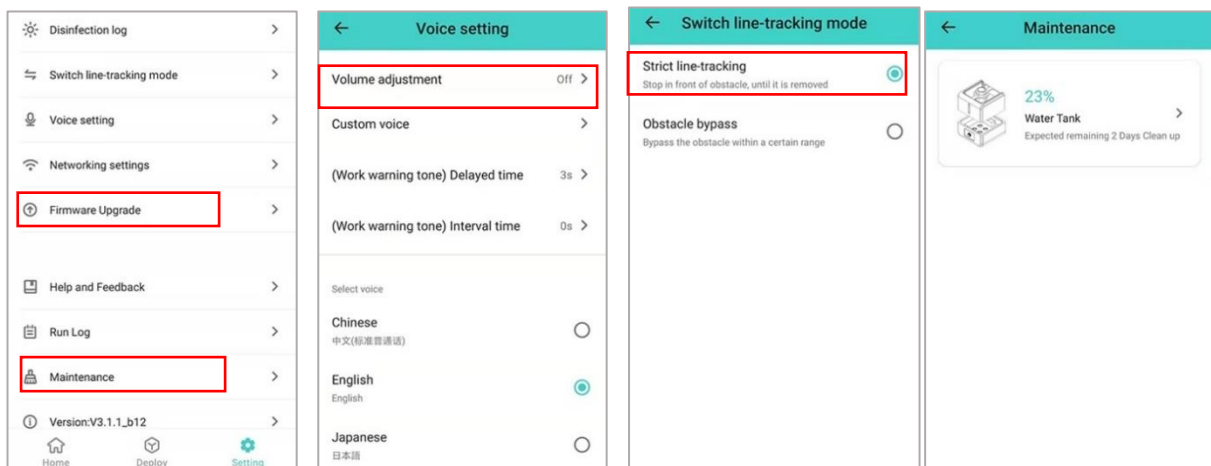 Disinfection log
Switch line-tracking mode
Voice setting
Networking settings
Firmware Upgrade
Help and Feedback
Run Log
Maintenance
Version:V3.1.1_b12
Home Deploy Setting
Voice setting
Volume adjustment Off
Custom voice
(Work warning tone) Delayed time 3s
(Work warning tone) Interval time 0s
Select voice
Chinese
中文(标准普通话)
English
English
Japanese
日本語
Switch line-tracking mode
Strict line-tracking
Stop in front of obstacle, until it is removed
Obstacle bypass
Bypass the obstacle within a certain range
Maintenance
23%
Water Tank
Expected remaining 2 Days Clean up